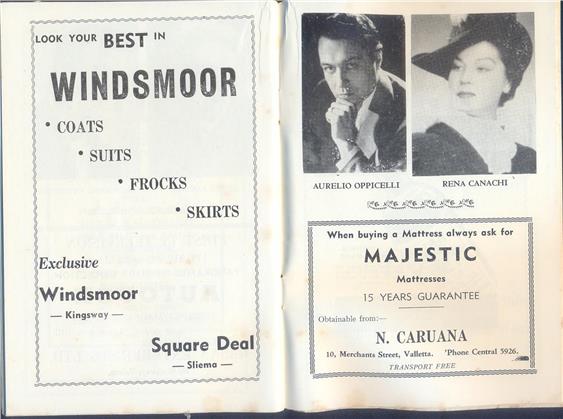 LOOK YOUR BEST IN
WINDSMOOR
• COATS
• SUITS
• FROCKS
• SKIRTS
Exclusive
Windsmoor
— Kingsway —
Square Deal
— Sliema —
AURELIO OPPICELLI
RENA CANACHI
When buying a Mattress always ask for
MAJESTIC
Mattresses
15 YEARS GUARANTEE
Obtainable from:—
N. CARUANA
10, Merchants Street, Valletta. 'Phone Central 5926.
TRANSPORT FREE